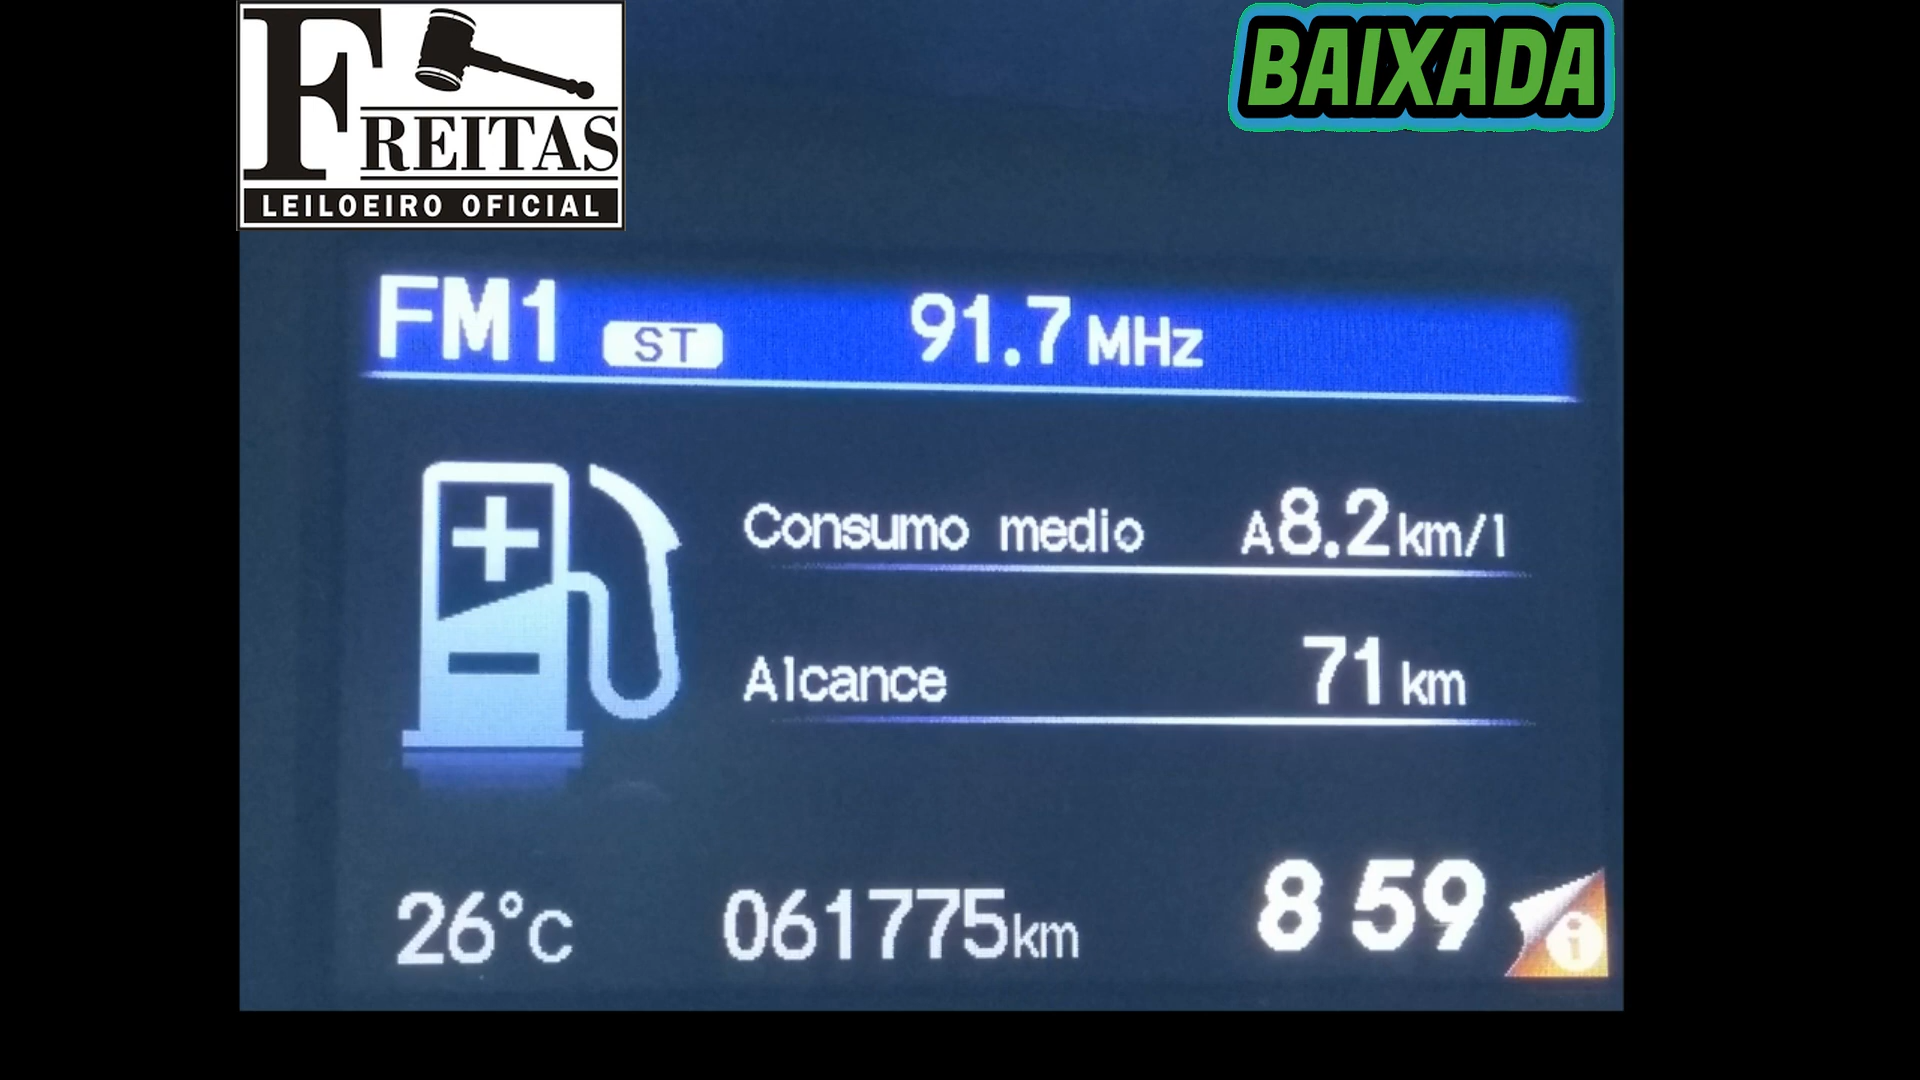 FREITAS
LEILOEIRO OFICIAL
BAIXADA
FM1 ST 91.7 MHz
Consumo medio A8.2 km/l
Alcance 71 km
26°C 061775km 8 59 i